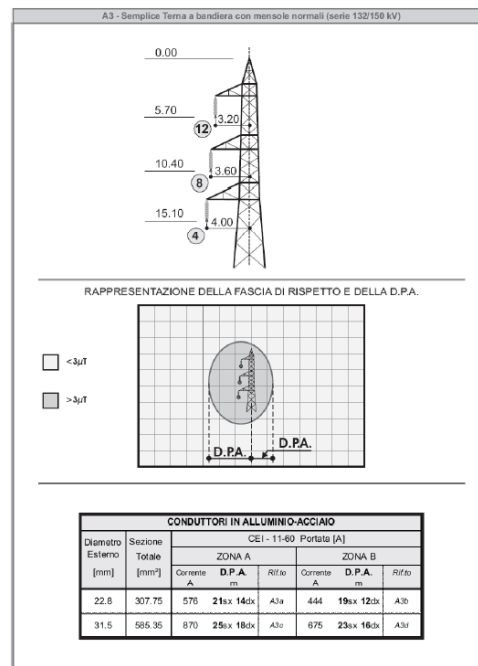 A3 - Semplice Terna a bandiera con mensole normali (serie 132/150 kV)
0.00
5.70
12
3.20
10.40
8
3.60
15.10
4
4.00
RAPPRESENTAZIONE DELLA FASCIA DI RISPETTO E DELLA D.P.A.
<3µT
>3µT
D.P.A.
D.P.A.
CONDUTTORI IN ALLUMINIO-ACCIAIO
Diametro Esterno [mm]
Sezione Totale [mm²]
CEI - 11-60 Portata [A]
ZONA A
ZONA B
Corrente A
D.P.A. m
Rif.to
Corrente A
D.P.A. m
Rif.to
22.8 307.75 576 21sx 14dx A3a 444 19sx 12dx A3b
31.5 585.35 870 25sx 18dx A3c 675 23sx 16dx A3d